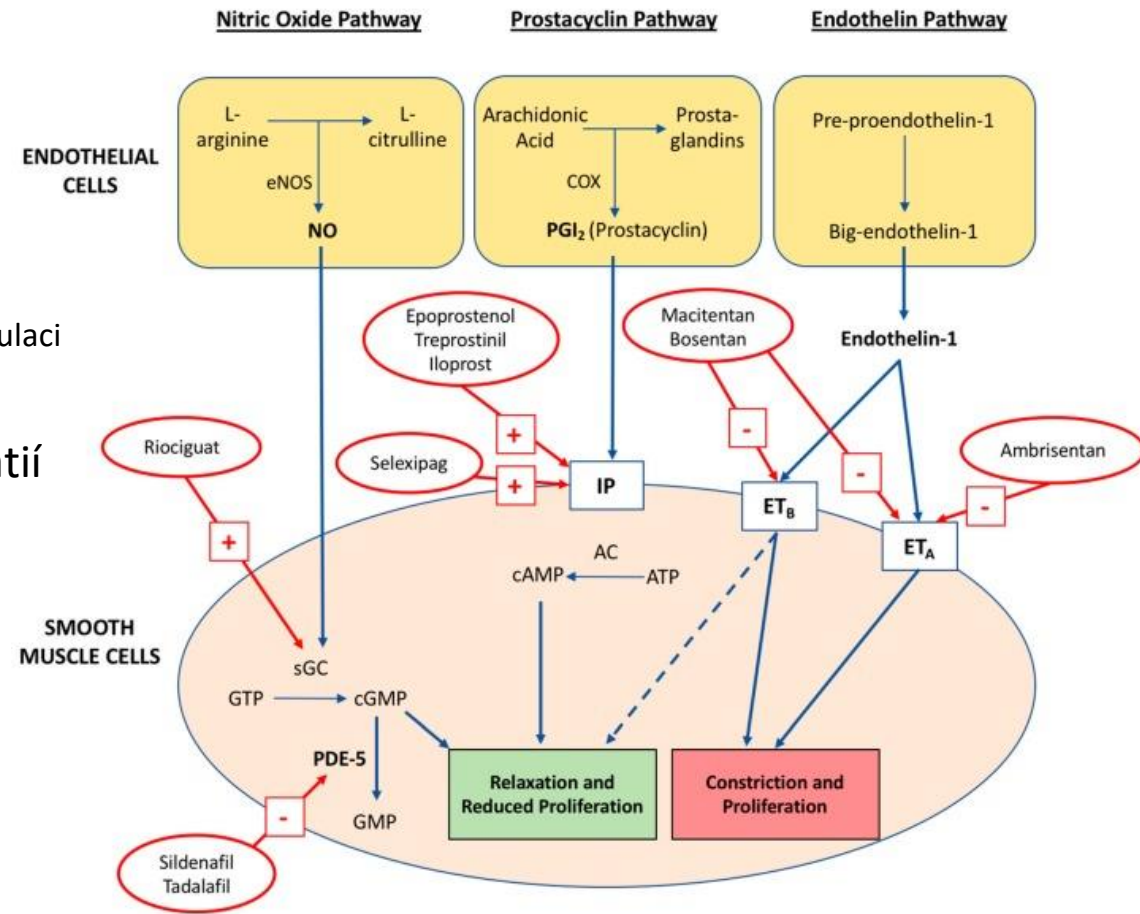 Nitric Oxide Pathway
Prostacyclin Pathway
Endothelin Pathway
ENDOTHELIAL
CELLS
L-
arginine
L-
citrulline
eNOS
NO
Arachidonic
Acid
Prosta-
glandins
COX
PGI₂ (Prostacyclin)
Pre-proendothelin-1
Big-endothelin-1
Endothelin-1
ulaci
tií
Epoprostenol
Treprostinil
Iloprost
+
Macitentan
Bosentan
-
-
Riociguat
+
Selexipag
+
Ambrisentan
-
IP
ET_B
ET_A
SMOOTH
MUSCLE CELLS
AC
cAMP
ATP
sGC
GTP
cGMP
PDE-5
GMP
-
Sildenafil
Tadalafil
Relaxation and
Reduced Proliferation
Constriction and
Proliferation